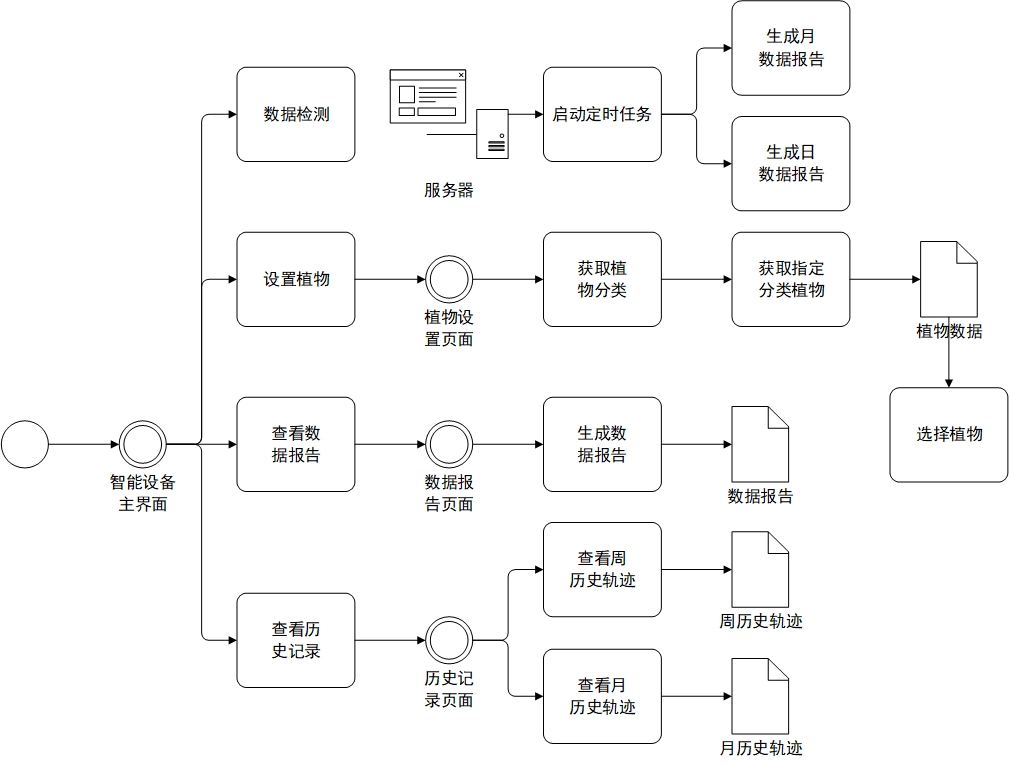 生成月
数据报告
数据检测
启动定时任务
生成日
数据报告
服务器
设置植物
植物设
置页面
获取植
物分类
获取指定
分类植物
植物数据
选择植物
智能设备
主界面
查看数
据报告
数据报
告页面
生成数
据报告
数据报告
查看周
历史轨迹
周历史轨迹
查看历
史记录
历史记
录页面
查看月
历史轨迹
月历史轨迹